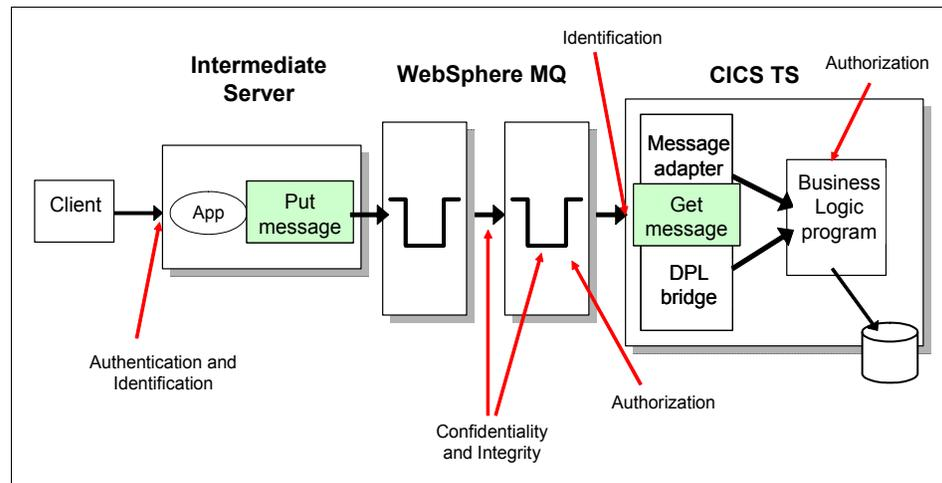 Identification
Intermediate
Server
WebSphere MQ
CICS TS
Authorization
Client
App
Put
message
Message
adapter
Get
message
DPL
bridge
Business
Logic
program
Authentication and
Identification
Confidentiality
and Integrity
Authorization